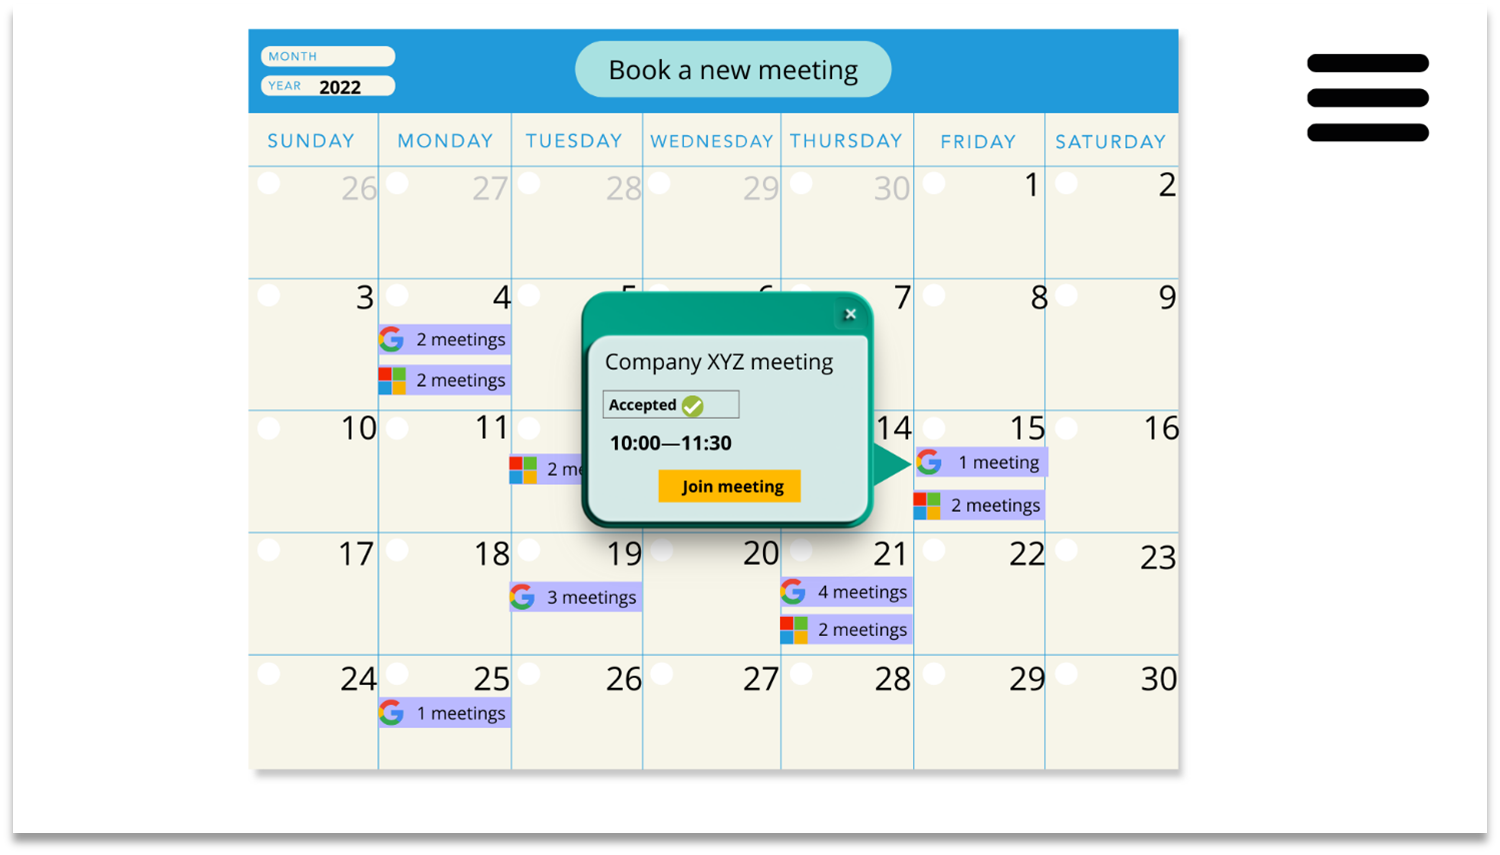 MONTH
YEAR 2022
Book a new meeting
SUNDAY MONDAY TUESDAY WEDNESDAY THURSDAY FRIDAY SATURDAY
26 27 28 29 30 1 2
3 4 7 8 9
2 meetings
2 meetings
Company XYZ meeting
Accepted
10:00—11:30
Join meeting
10 11 14 15 16
2 me
1 meeting
2 meetings
17 18 19 20 21 22 23
3 meetings
4 meetings
2 meetings
24 25 26 27 28 29 30
1 meetings